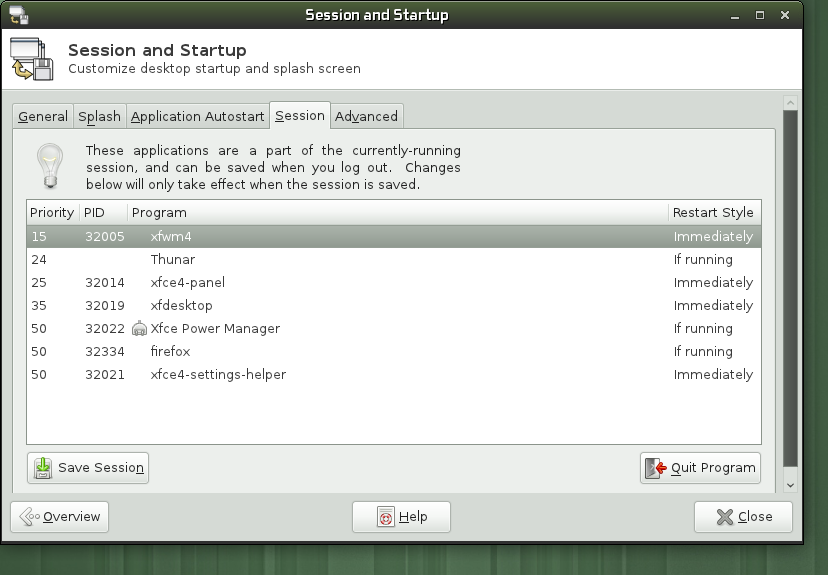 Session and Startup
Session and Startup
Customize desktop startup and splash screen
General Splash Application Autostart Session Advanced
These applications are a part of the currently-running
session, and can be saved when you log out. Changes
below will only take effect when the session is saved.
Priority PID Program Restart Style
15 32005 xfwm4 Immediately
24 Thunar If running
25 32014 xfce4-panel Immediately
35 32019 xfdesktop Immediately
50 32022 Xfce Power Manager If running
50 32334 firefox If running
50 32021 xfce4-settings-helper Immediately
Save Session Quit Program
Overview Help Close